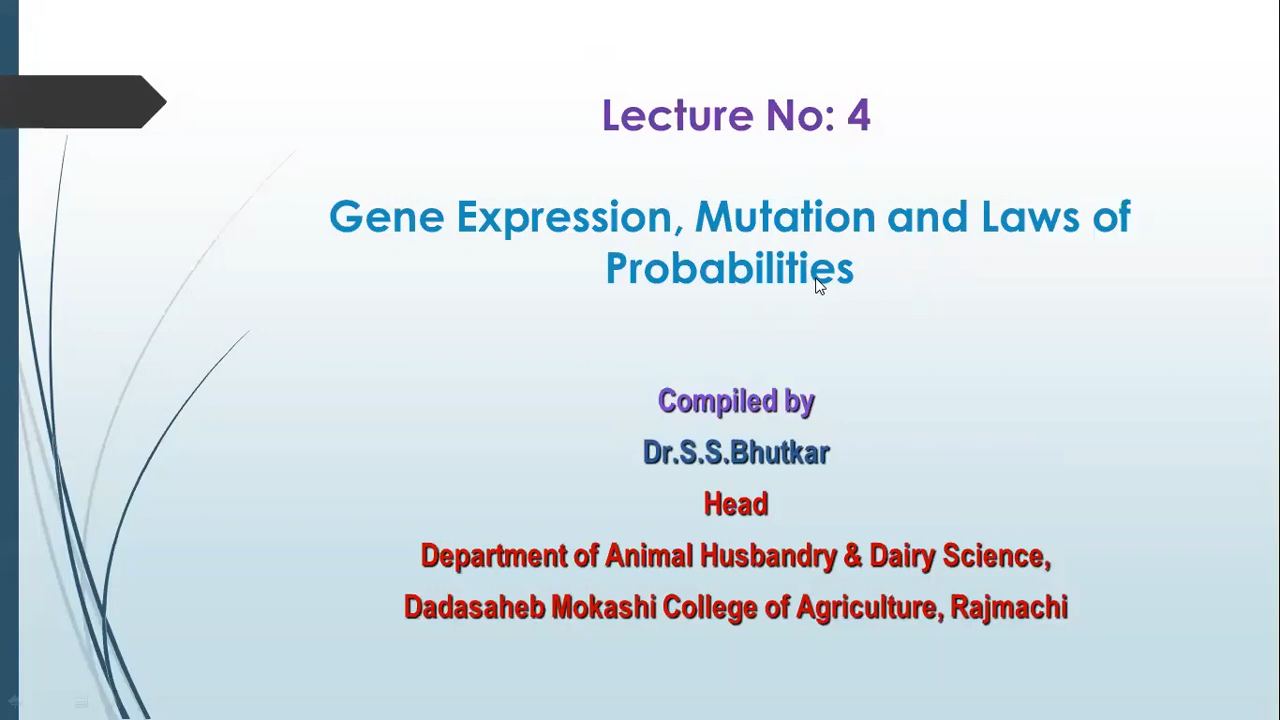 Lecture No: 4
Gene Expression, Mutation and Laws of
Probabilities
Compiled by
Dr.S.S.Bhutkar
Head
Department of Animal Husbandry & Dairy Science,
Dadasaheb Mokashi College of Agriculture, Rajmachi